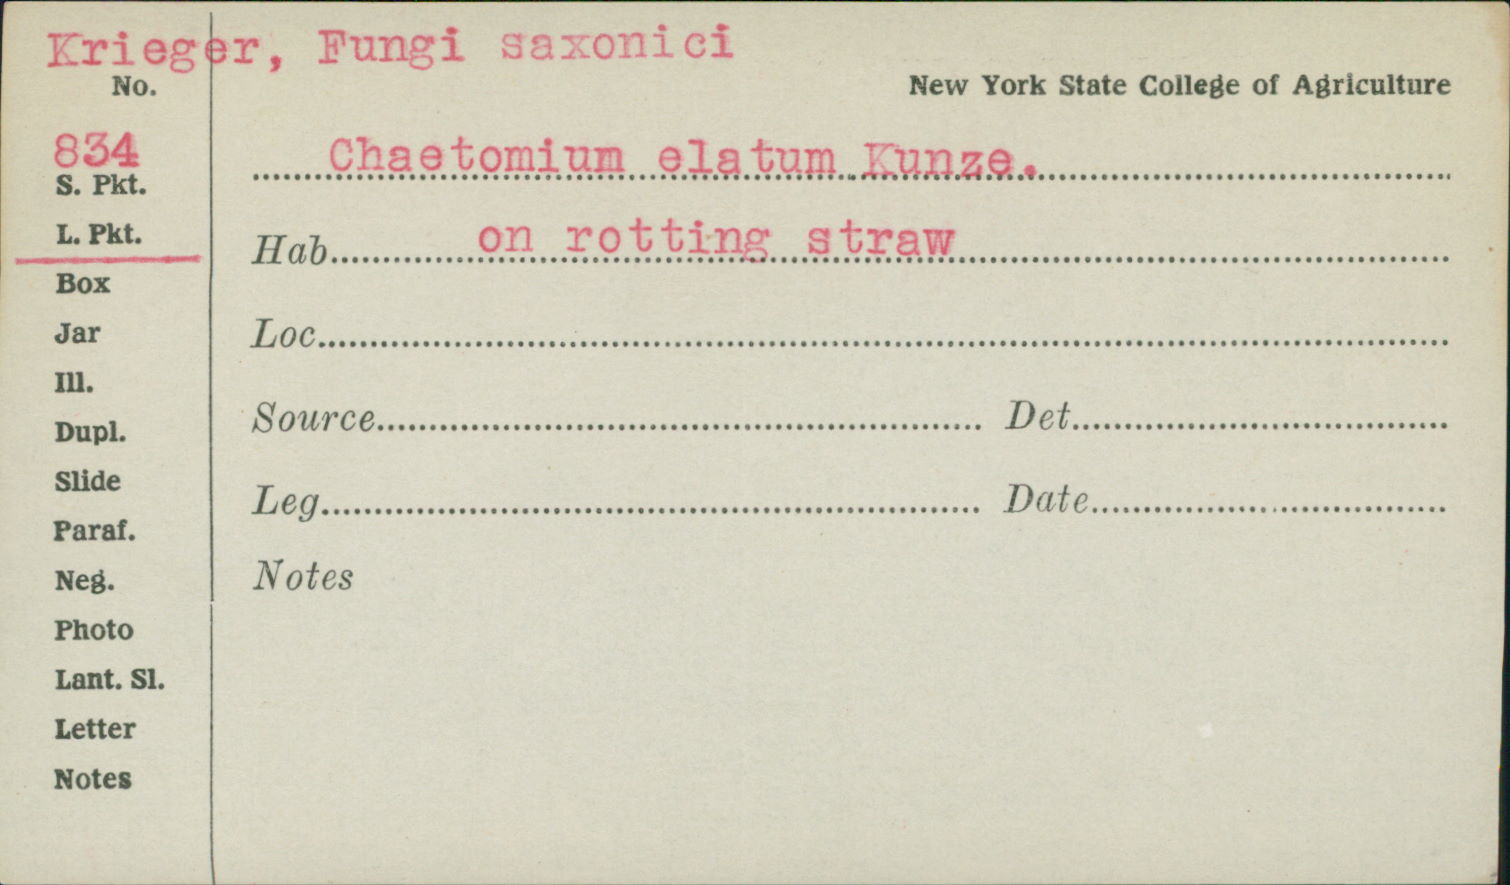 Krieger, Fungi saxonici
No.
New York State College of Agriculture
834
Chaetomium elatum Kunze.
S. Pkt.
L. Pkt.
Hab. on rotting straw
Box
Jar
Loc.
Ill.
Dupl.
Source Det.
Slide
Leg. Date
Paraf.
Neg.
Notes
Photo
Lant. Sl.
Letter
Notes